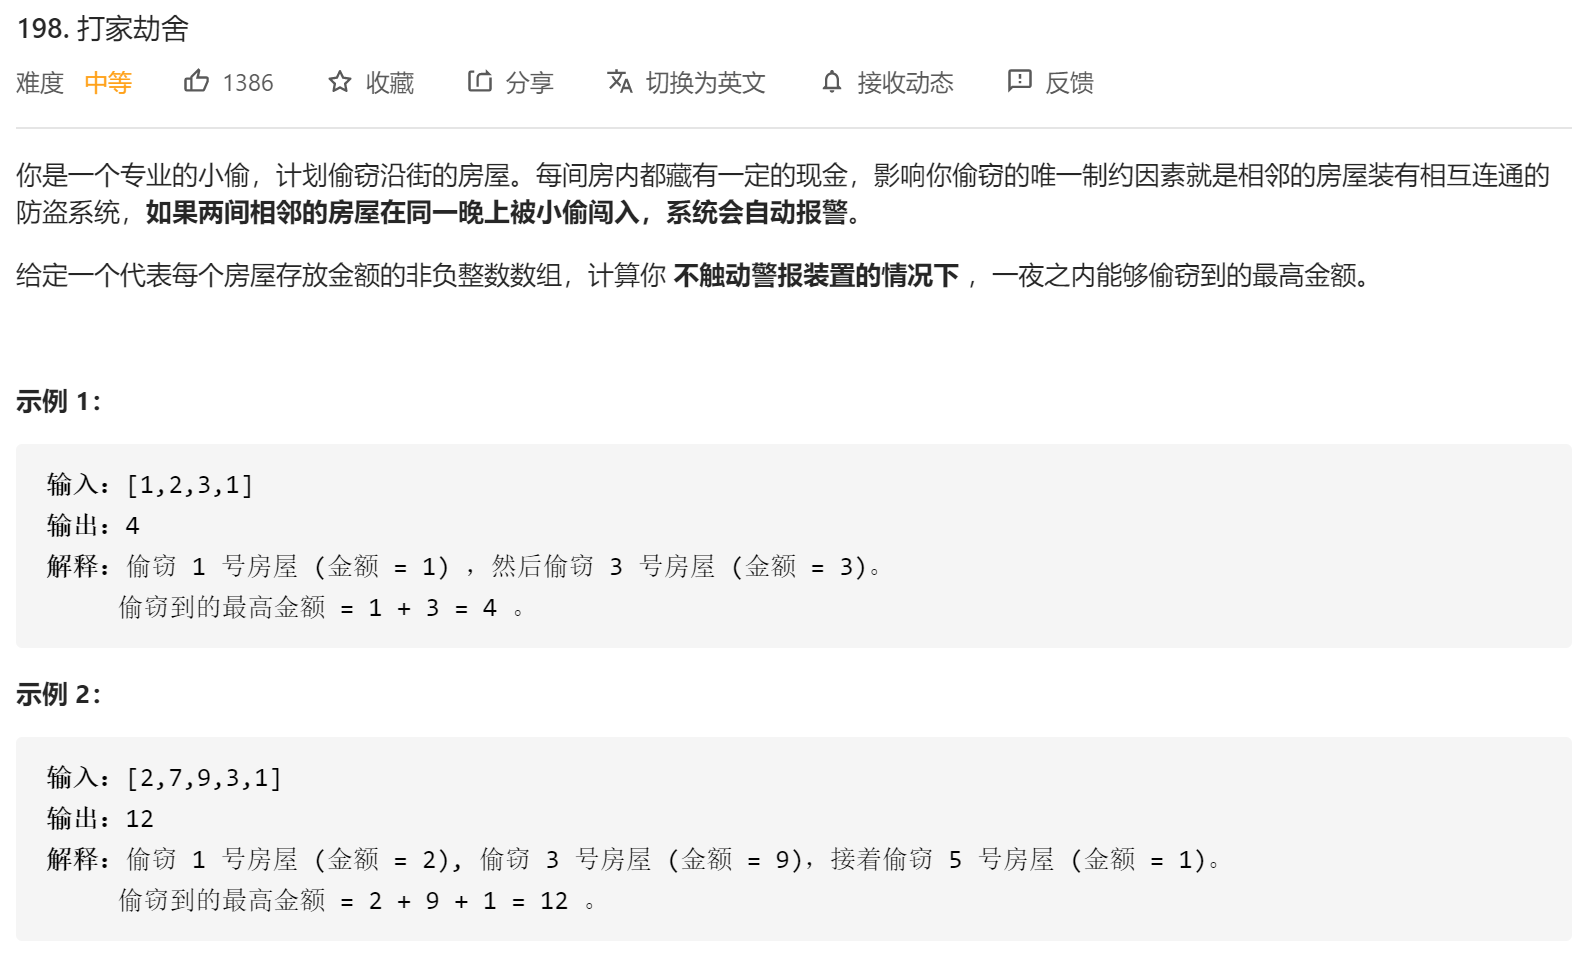 198. 打家劫舍
难度 中等 1386 收藏 分享 切换为英文 接收动态 反馈
你是一个专业的小偷，计划偷窃沿街的房屋。每间房内都藏有一定的现金，影响你偷窃的唯一制约因素就是相邻的房屋装有相互连通的
防盗系统，如果两间相邻的房屋在同一晚上被小偷闯入，系统会自动报警。
给定一个代表每个房屋存放金额的非负整数数组，计算你 不触动警报装置的情况下 ，一夜之内能够偷窃到的最高金额。
示例 1：
输入：[1,2,3,1]
输出：4
解释：偷窃 1 号房屋 (金额 = 1) ，然后偷窃 3 号房屋 (金额 = 3)。
偷窃到的最高金额 = 1 + 3 = 4 。
示例 2：
输入：[2,7,9,3,1]
输出：12
解释：偷窃 1 号房屋 (金额 = 2), 偷窃 3 号房屋 (金额 = 9)，接着偷窃 5 号房屋 (金额 = 1)。
偷窃到的最高金额 = 2 + 9 + 1 = 12 。